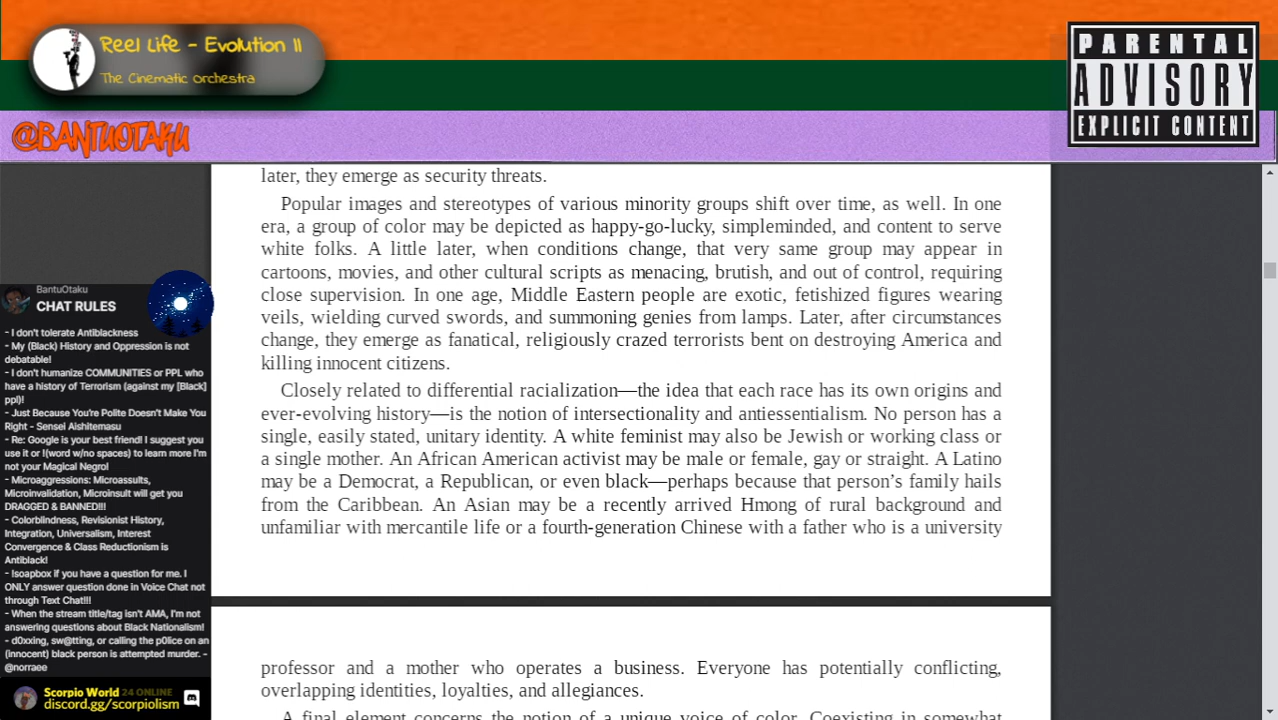 Reel Life - Evolution II
The Cinematic Orchestra
PARENTAL
ADVISORY
EXPLICIT CONTENT
@BANTUOTAKU
later, they emerge as security threats.
Popular images and stereotypes of various minority groups shift over time, as well. In one
era, a group of color may be depicted as happy-go-lucky, simpleminded, and content to serve
white folks. A little later, when conditions change, that very same group may appear in
cartoons, movies, and other cultural scripts as menacing, brutish, and out of control, requiring
close supervision. In one age, Middle Eastern people are exotic, fetishized figures wearing
veils, wielding curved swords, and summoning genies from lamps. Later, after circumstances
change, they emerge as fanatical, religiously crazed terrorists bent on destroying America and
killing innocent citizens.
Closely related to differential racialization—the idea that each race has its own origins and
ever-evolving history—is the notion of intersectionality and antiessentialism. No person has a
single, easily stated, unitary identity. A white feminist may also be Jewish or working class or
a single mother. An African American activist may be male or female, gay or straight. A Latino
may be a Democrat, a Republican, or even black—perhaps because that person's family hails
from the Caribbean. An Asian may be a recently arrived Hmong of rural background and
unfamiliar with mercantile life or a fourth-generation Chinese with a father who is a university
professor and a mother who operates a business. Everyone has potentially conflicting,
overlapping identities, loyalties, and allegiances.
A final element concerns the notion of a unique voice of color. Coexisting in somewhat
BantuOtaku
CHAT RULES
- I don't tolerate Antiblackness
- My (Black) History and Oppression is not
debatable!
- I don't humanize COMMUNITIES or PPL who
have a history of Terrorism (against my [Black]
ppl)!
- Just Because You're Polite Doesn't Make You
Right - Sensei Aishitemasu
- Re: Google is your best friend! I suggest you
use it or !(word w/no spaces) to learn more I'm
not your Magical Negro!
- Microaggressions: Microassults,
Microinvalidation, Microinsult will get you
DRAGGED & BANNED!!!
- Colorblindness, Revisionist History,
Integration, Universalism, Interest
Convergence & Class Reductionism is
Antiblack!
- !soapbox if you have a question for me. I
ONLY answer question done in Voice Chat not
through Text Chat!!!
- When the stream title/tag isn't AMA, I'm not
answering questions about Black Nationalism!
- d0xxing, sw@tting, or calling the p0lice on an
(innocent) black person is attempted murder. -
@norraee
Scorpio World 24 ONLINE
discord.gg/scorpiolism